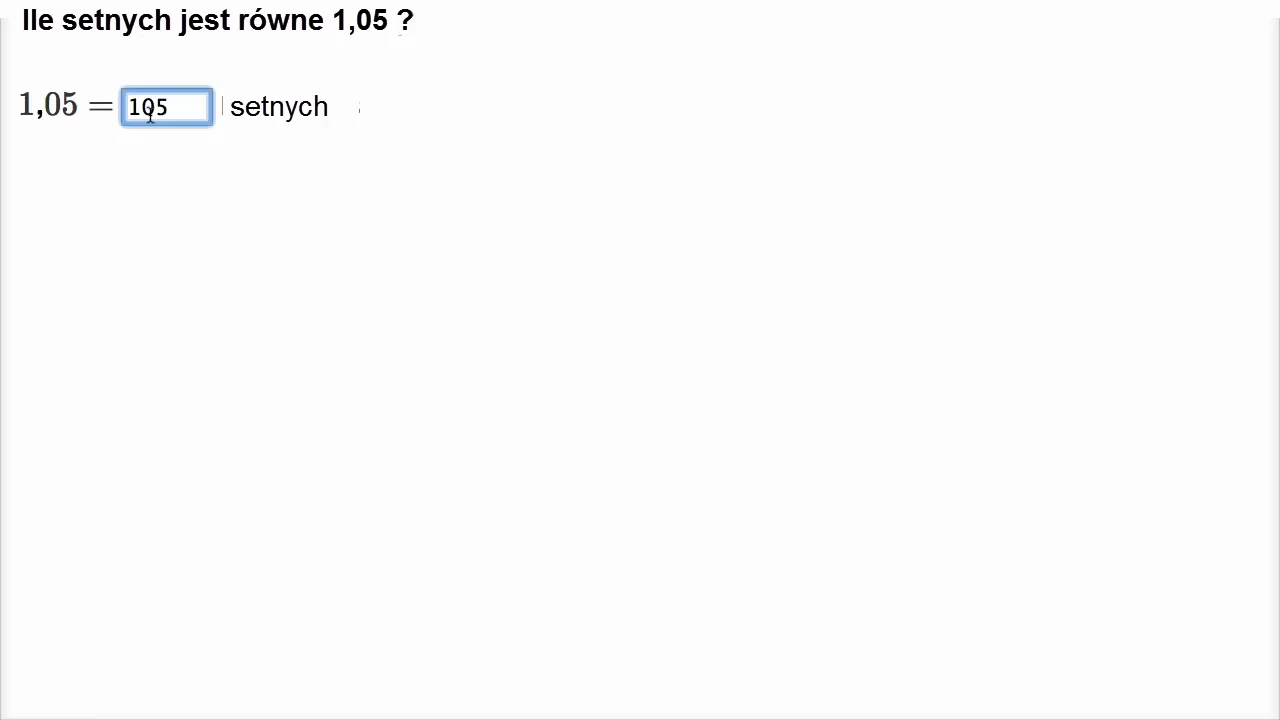 Ile setnych jest równe 1,05 ?
1,05 = 105 setnych